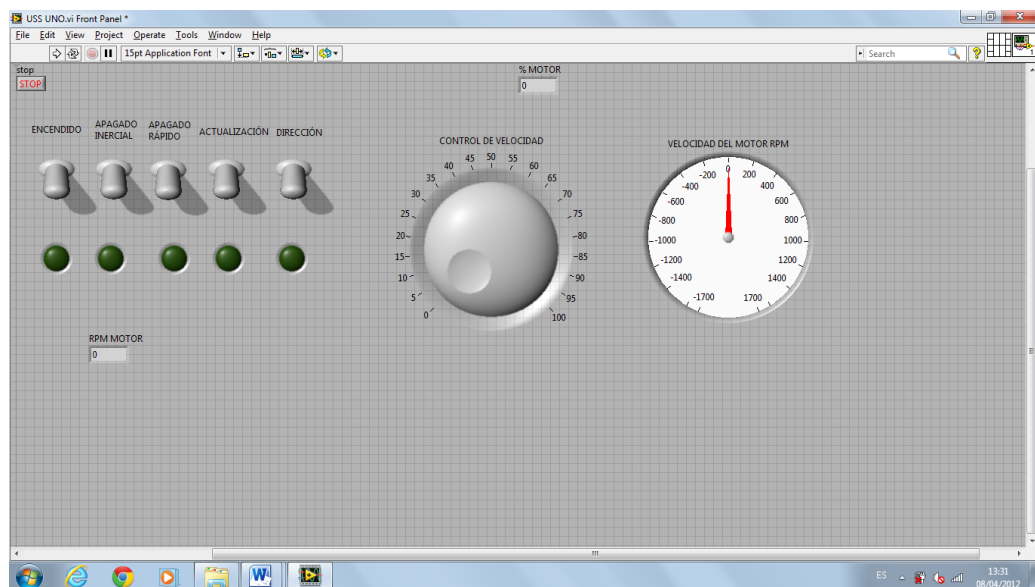 USS UNO.vi Front Panel *
File Edit View Project Operate Tools Window Help
15pt Application Font
Search
1
stop
STOP
% MOTOR
0
ENCENDIDO
APAGADO INERCIAL
APAGADO RÁPIDO
ACTUALIZACIÓN
DIRECCIÓN
CONTROL DE VELOCIDAD
0
5
10
15
20
25
30
35
40
45
50
55
60
65
70
75
80
85
90
95
100
VELOCIDAD DEL MOTOR RPM
-1700
-1400
-1200
-1000
-800
-600
-400
-200
0
200
400
600
800
1000
1200
1400
1700
RPM MOTOR
0
ES
13:31
08/04/2017